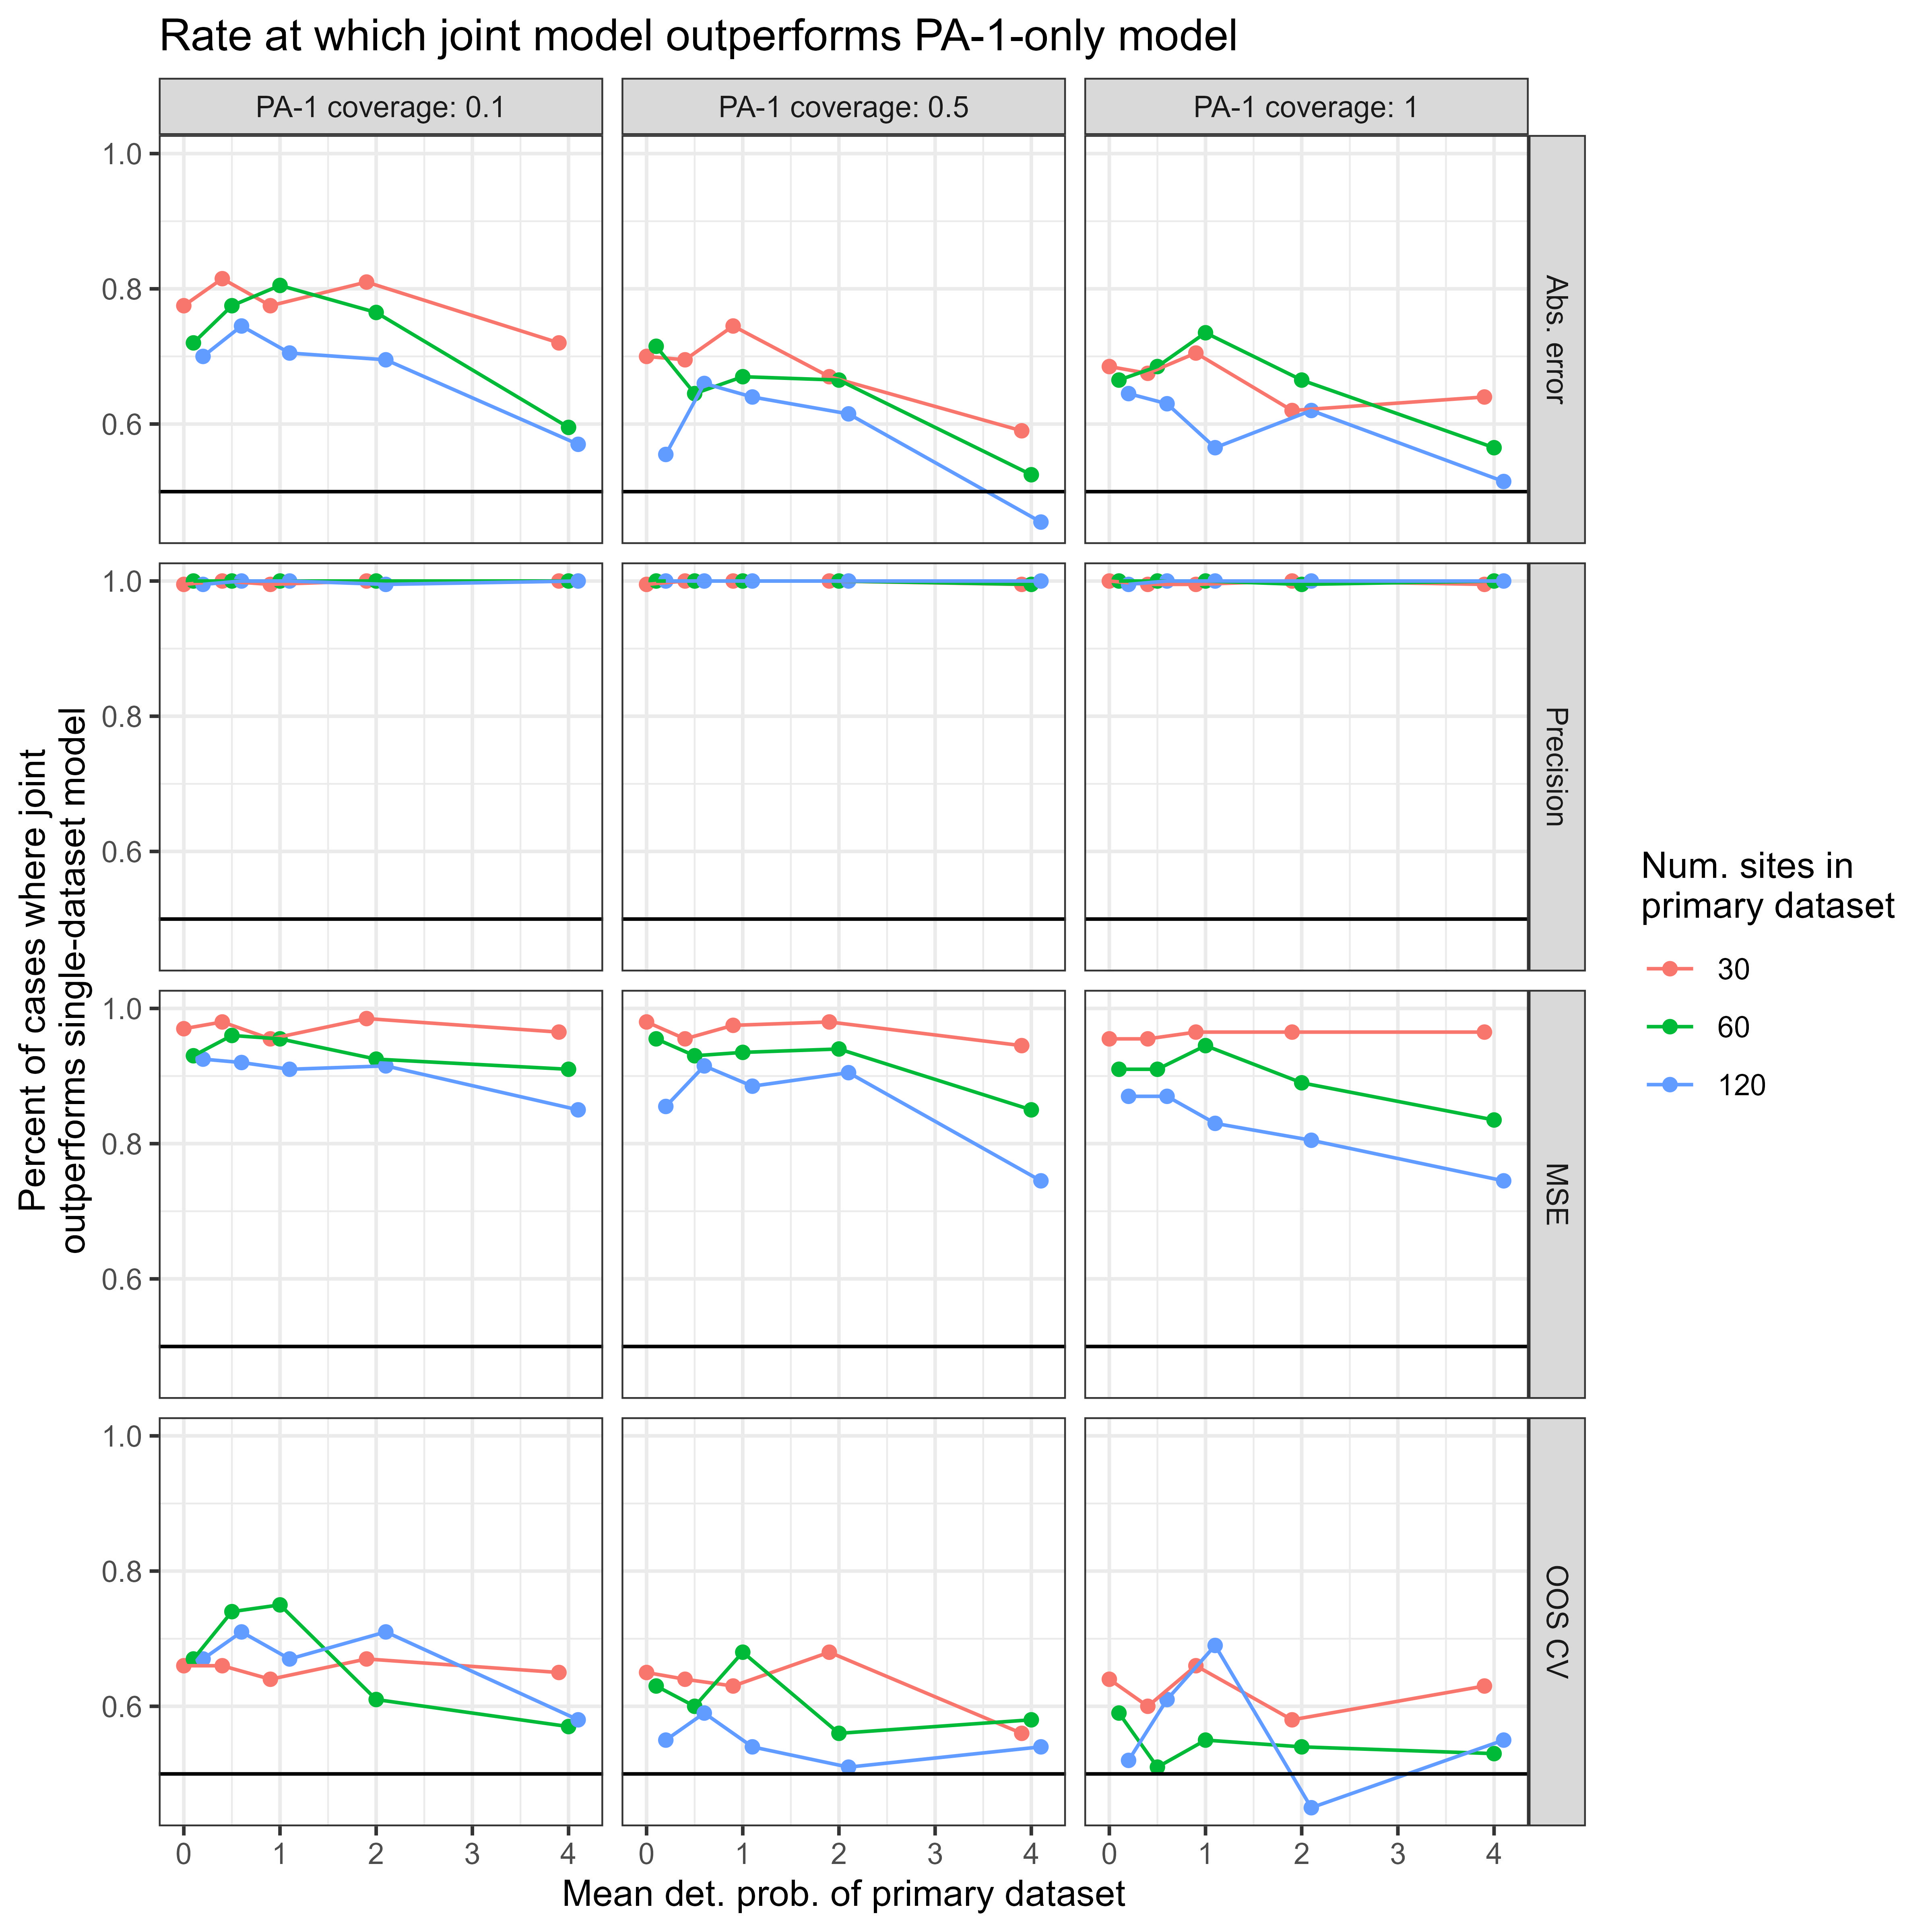 Rate at which joint model outperforms PA-1-only model
PA-1 coverage: 0.1
PA-1 coverage: 0.5
PA-1 coverage: 1
1.0
0.8
0.6
Abs. error
1.0
0.8
0.6
Precision
1.0
0.8
0.6
MSE
1.0
0.8
0.6
OOS CV
Percent of cases where joint
outperforms single-dataset model
0 1 2 3 4
0 1 2 3 4
0 1 2 3 4
Mean det. prob. of primary dataset
Num. sites in
primary dataset
30
60
120